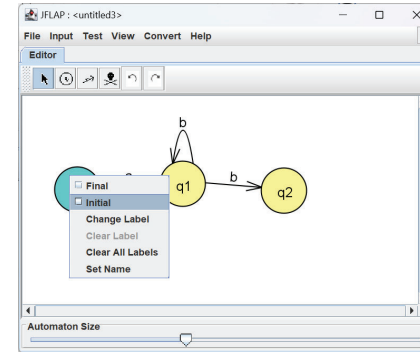 JFLAP : <untitled3>
File Input Test View Convert Help
Editor
b
b
q1
q2
Final
Initial
Change Label
Clear Label
Clear All Labels
Set Name
Automaton Size